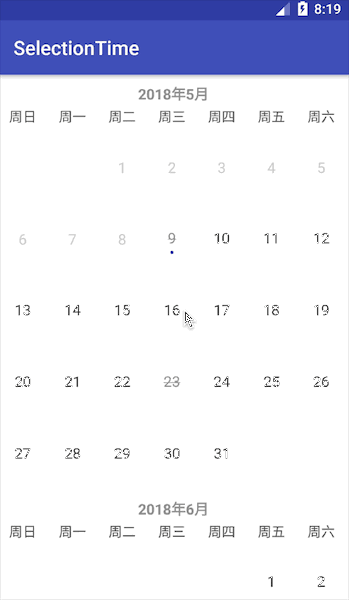 8:19
SelectionTime
2018年5月
周日 周一 周二 周三 周四 周五 周六
1 2 3 4 5
6 7 8 9 10 11 12
13 14 15 16 17 18 19
20 21 22 23 24 25 26
27 28 29 30 31
2018年6月
周日 周一 周二 周三 周四 周五 周六
1 2